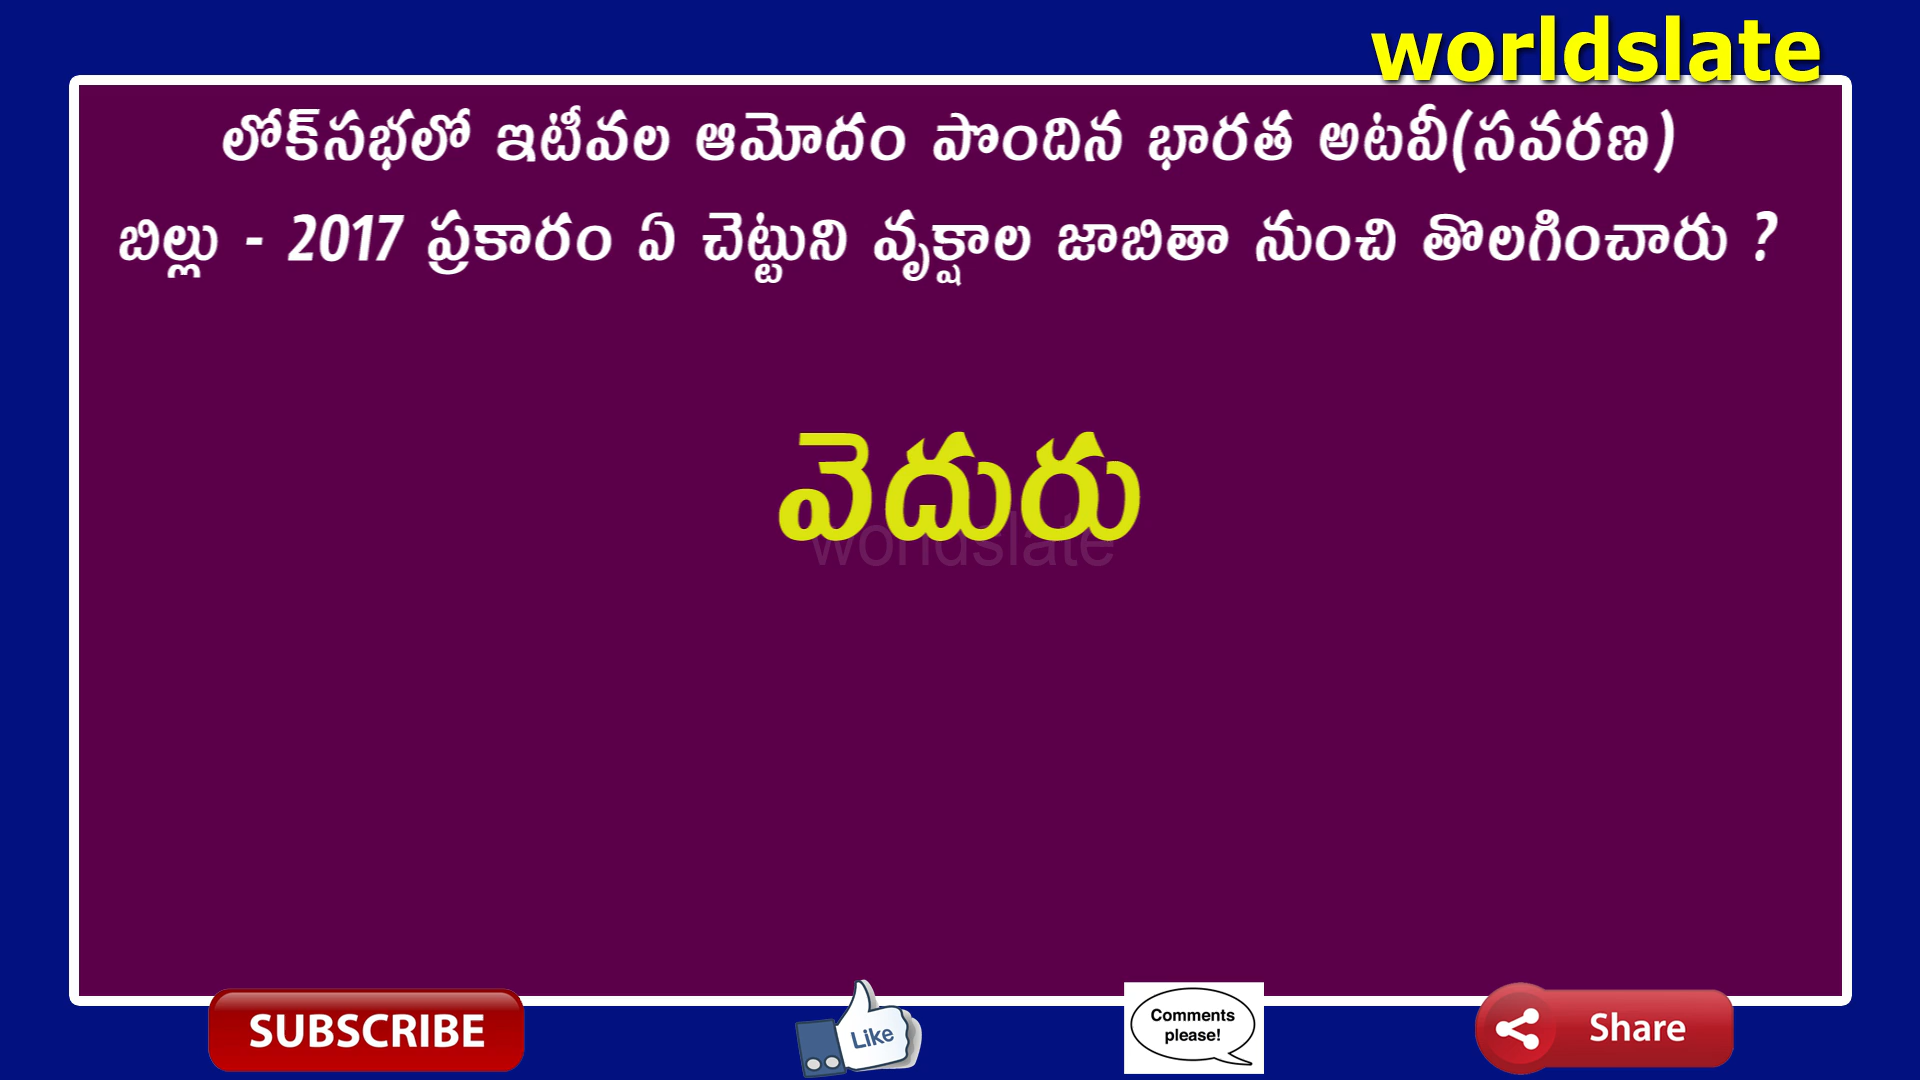 worldslate
లోక్‌సభలో ఇటీవల ఆమోదం పొందిన భారత అటవీ(సవరణ)
బిల్లు - 2017 ప్రకారం ఏ చెట్టుని వృక్షాల జాబితా నుంచి తొలగించారు ?
వెదురు
worldslate
SUBSCRIBE
Like
Comments
please!
Share